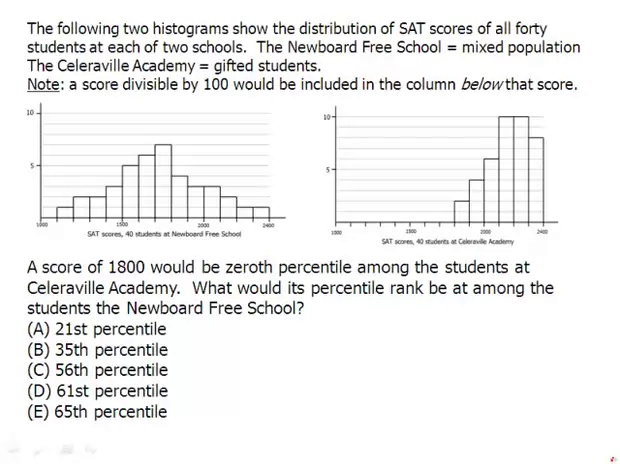 The following two histograms show the distribution of SAT scores of all forty
students at each of two schools. The Newboard Free School = mixed population
The Celeraville Academy = gifted students.
Note: a score divisible by 100 would be included in the column below that score.
10
5
1000 1500 2000 2400
SAT scores, 40 students at Newboard Free School
10
5
1000 1500 2000 2400
SAT scores, 40 students at Celeraville Academy
A score of 1800 would be zeroth percentile among the students at
Celeraville Academy. What would its percentile rank be at among the
students the Newboard Free School?
(A) 21st percentile
(B) 35th percentile
(C) 56th percentile
(D) 61st percentile
(E) 65th percentile